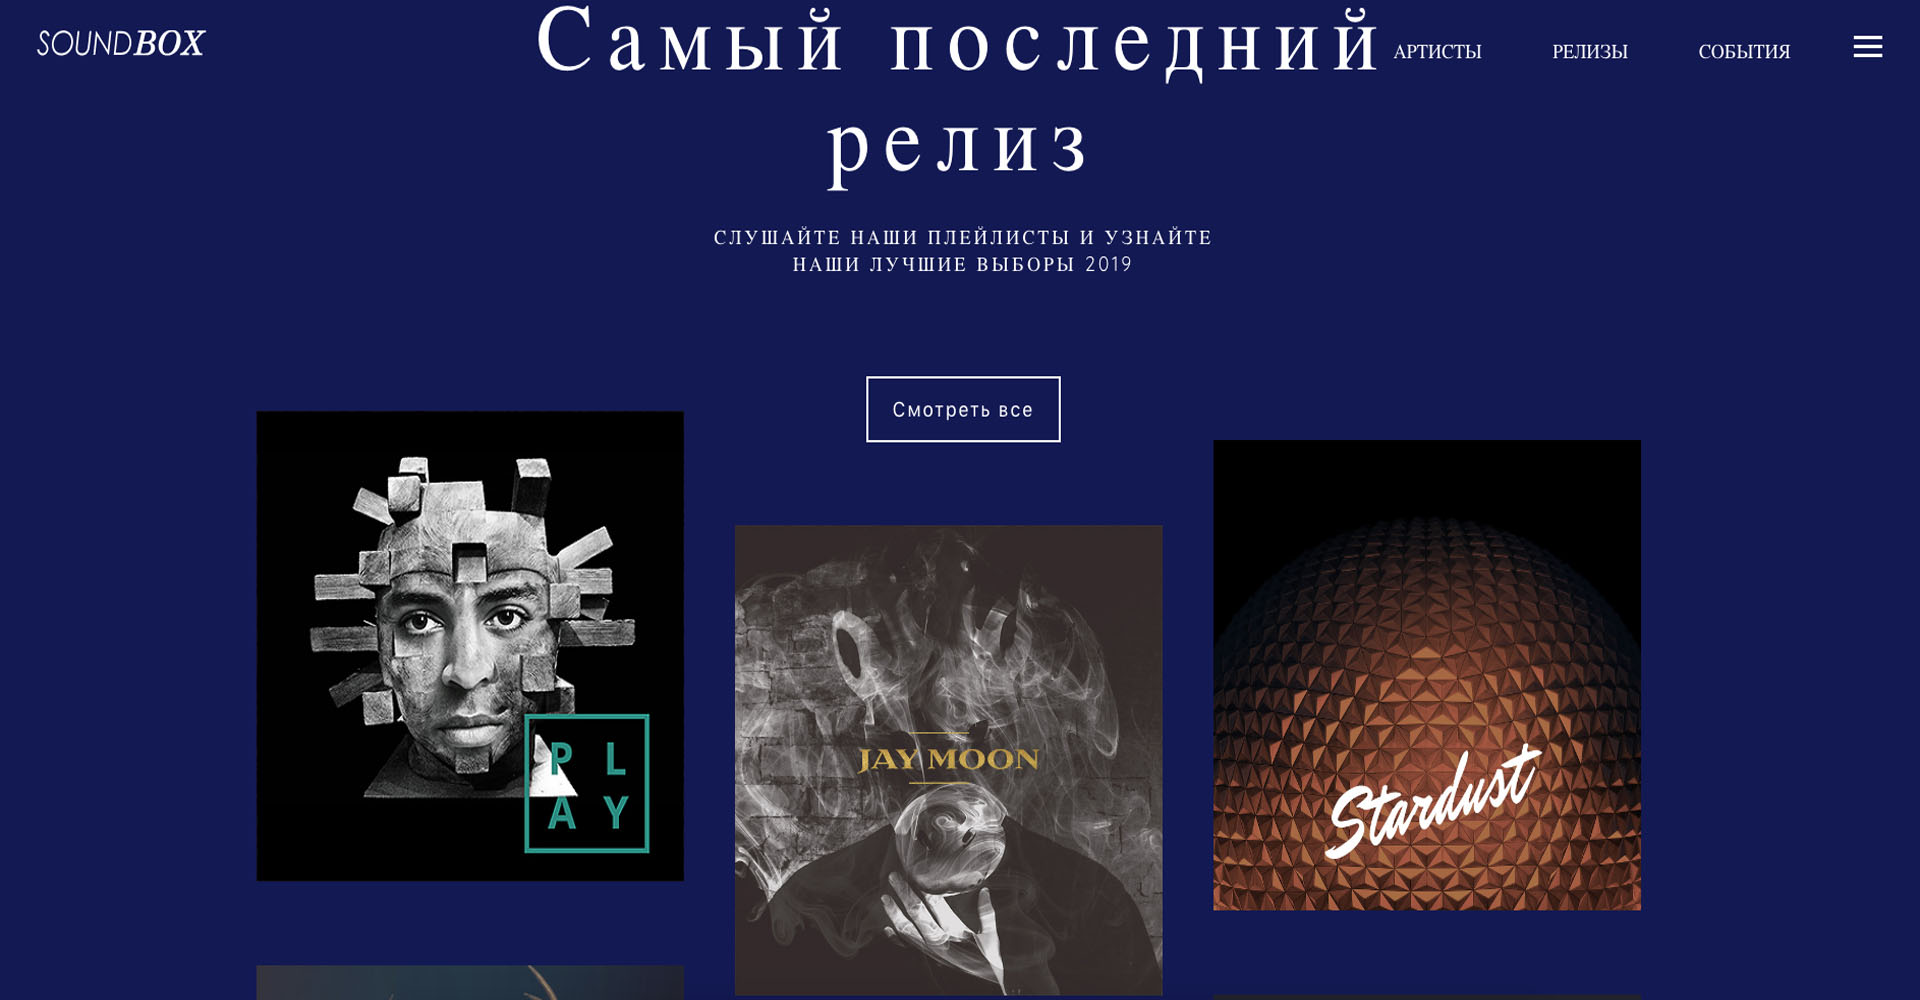 SOUNDBOX
АРТИСТЫ
РЕЛИЗЫ
СОБЫТИЯ
Самый последний
релиз
СЛУШАЙТЕ НАШИ ПЛЕЙЛИСТЫ И УЗНАЙТЕ
НАШИ ЛУЧШИЕ ВЫБОРЫ 2019
Смотреть все
P L
A Y
JAY MOON
Stardust